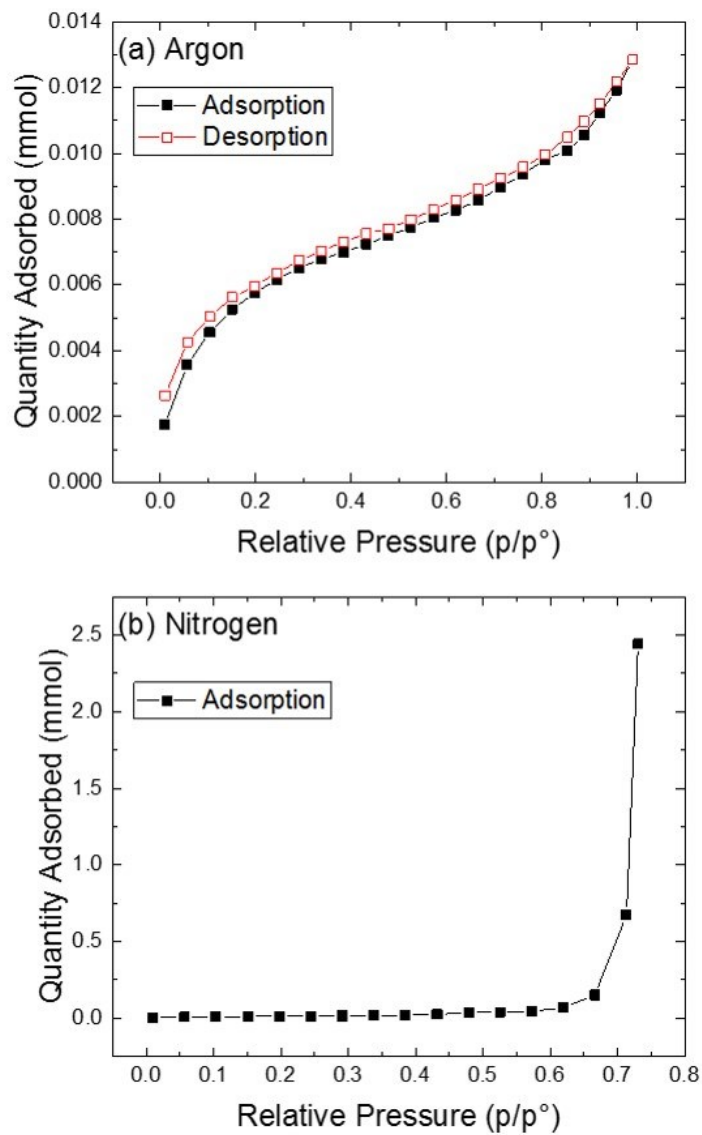 (a) Argon
Adsorption
Desorption
Quantity Adsorbed (mmol)
0.014
0.012
0.010
0.008
0.006
0.004
0.002
0.000
0.0 0.2 0.4 0.6 0.8 1.0
Relative Pressure (p/p°)
(b) Nitrogen
Adsorption
Quantity Adsorbed (mmol)
2.5
2.0
1.5
1.0
0.5
0.0
0.0 0.1 0.2 0.3 0.4 0.5 0.6 0.7 0.8
Relative Pressure (p/p°)